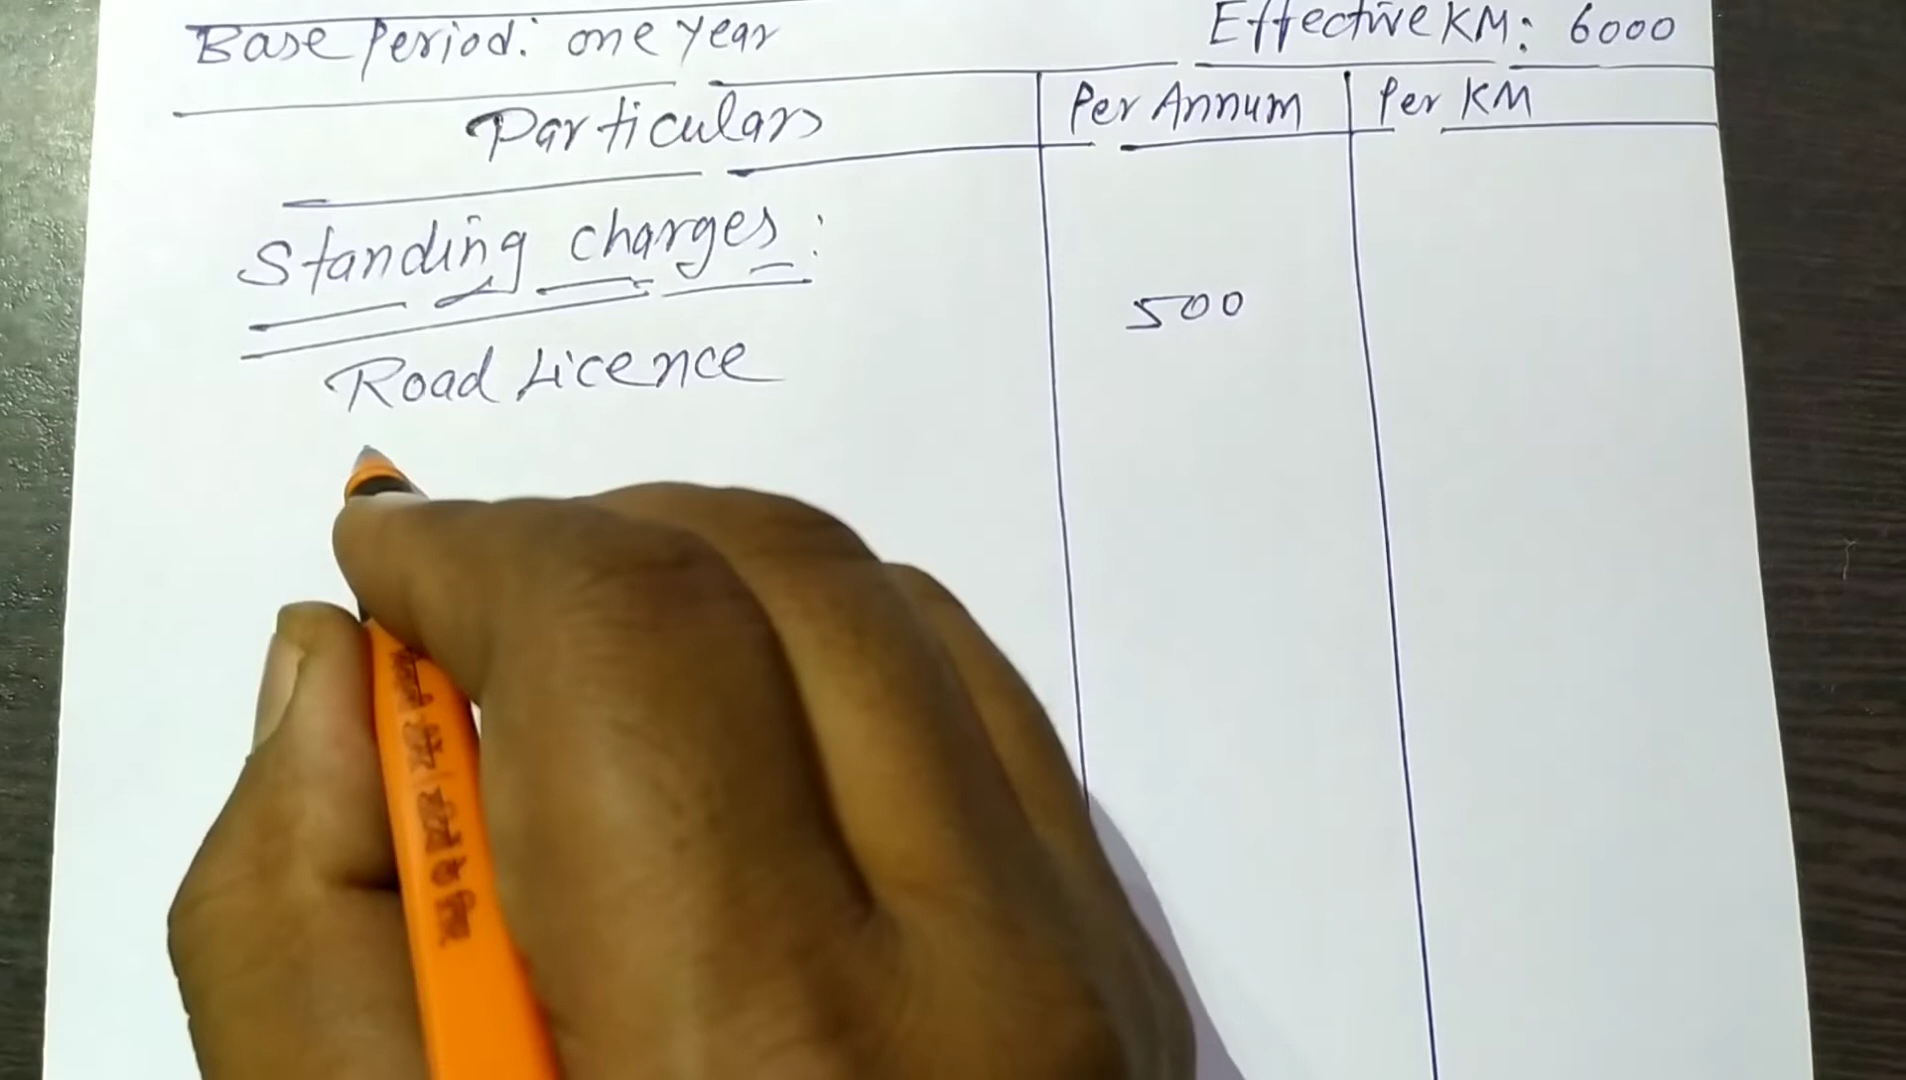 Base Period: one year
Effective KM: 6000
Particulars Per Annum Per KM
Standing charges:
Road Licence 500